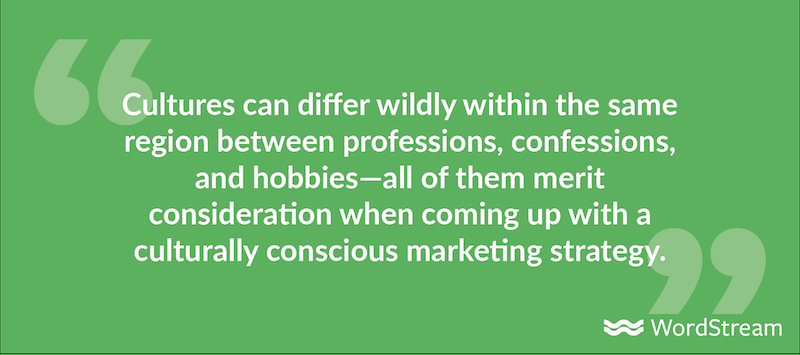 Cultures can differ wildly within the same
region between professions, confessions,
and hobbies—all of them merit
consideration when coming up with a
culturally conscious marketing strategy.
WordStream